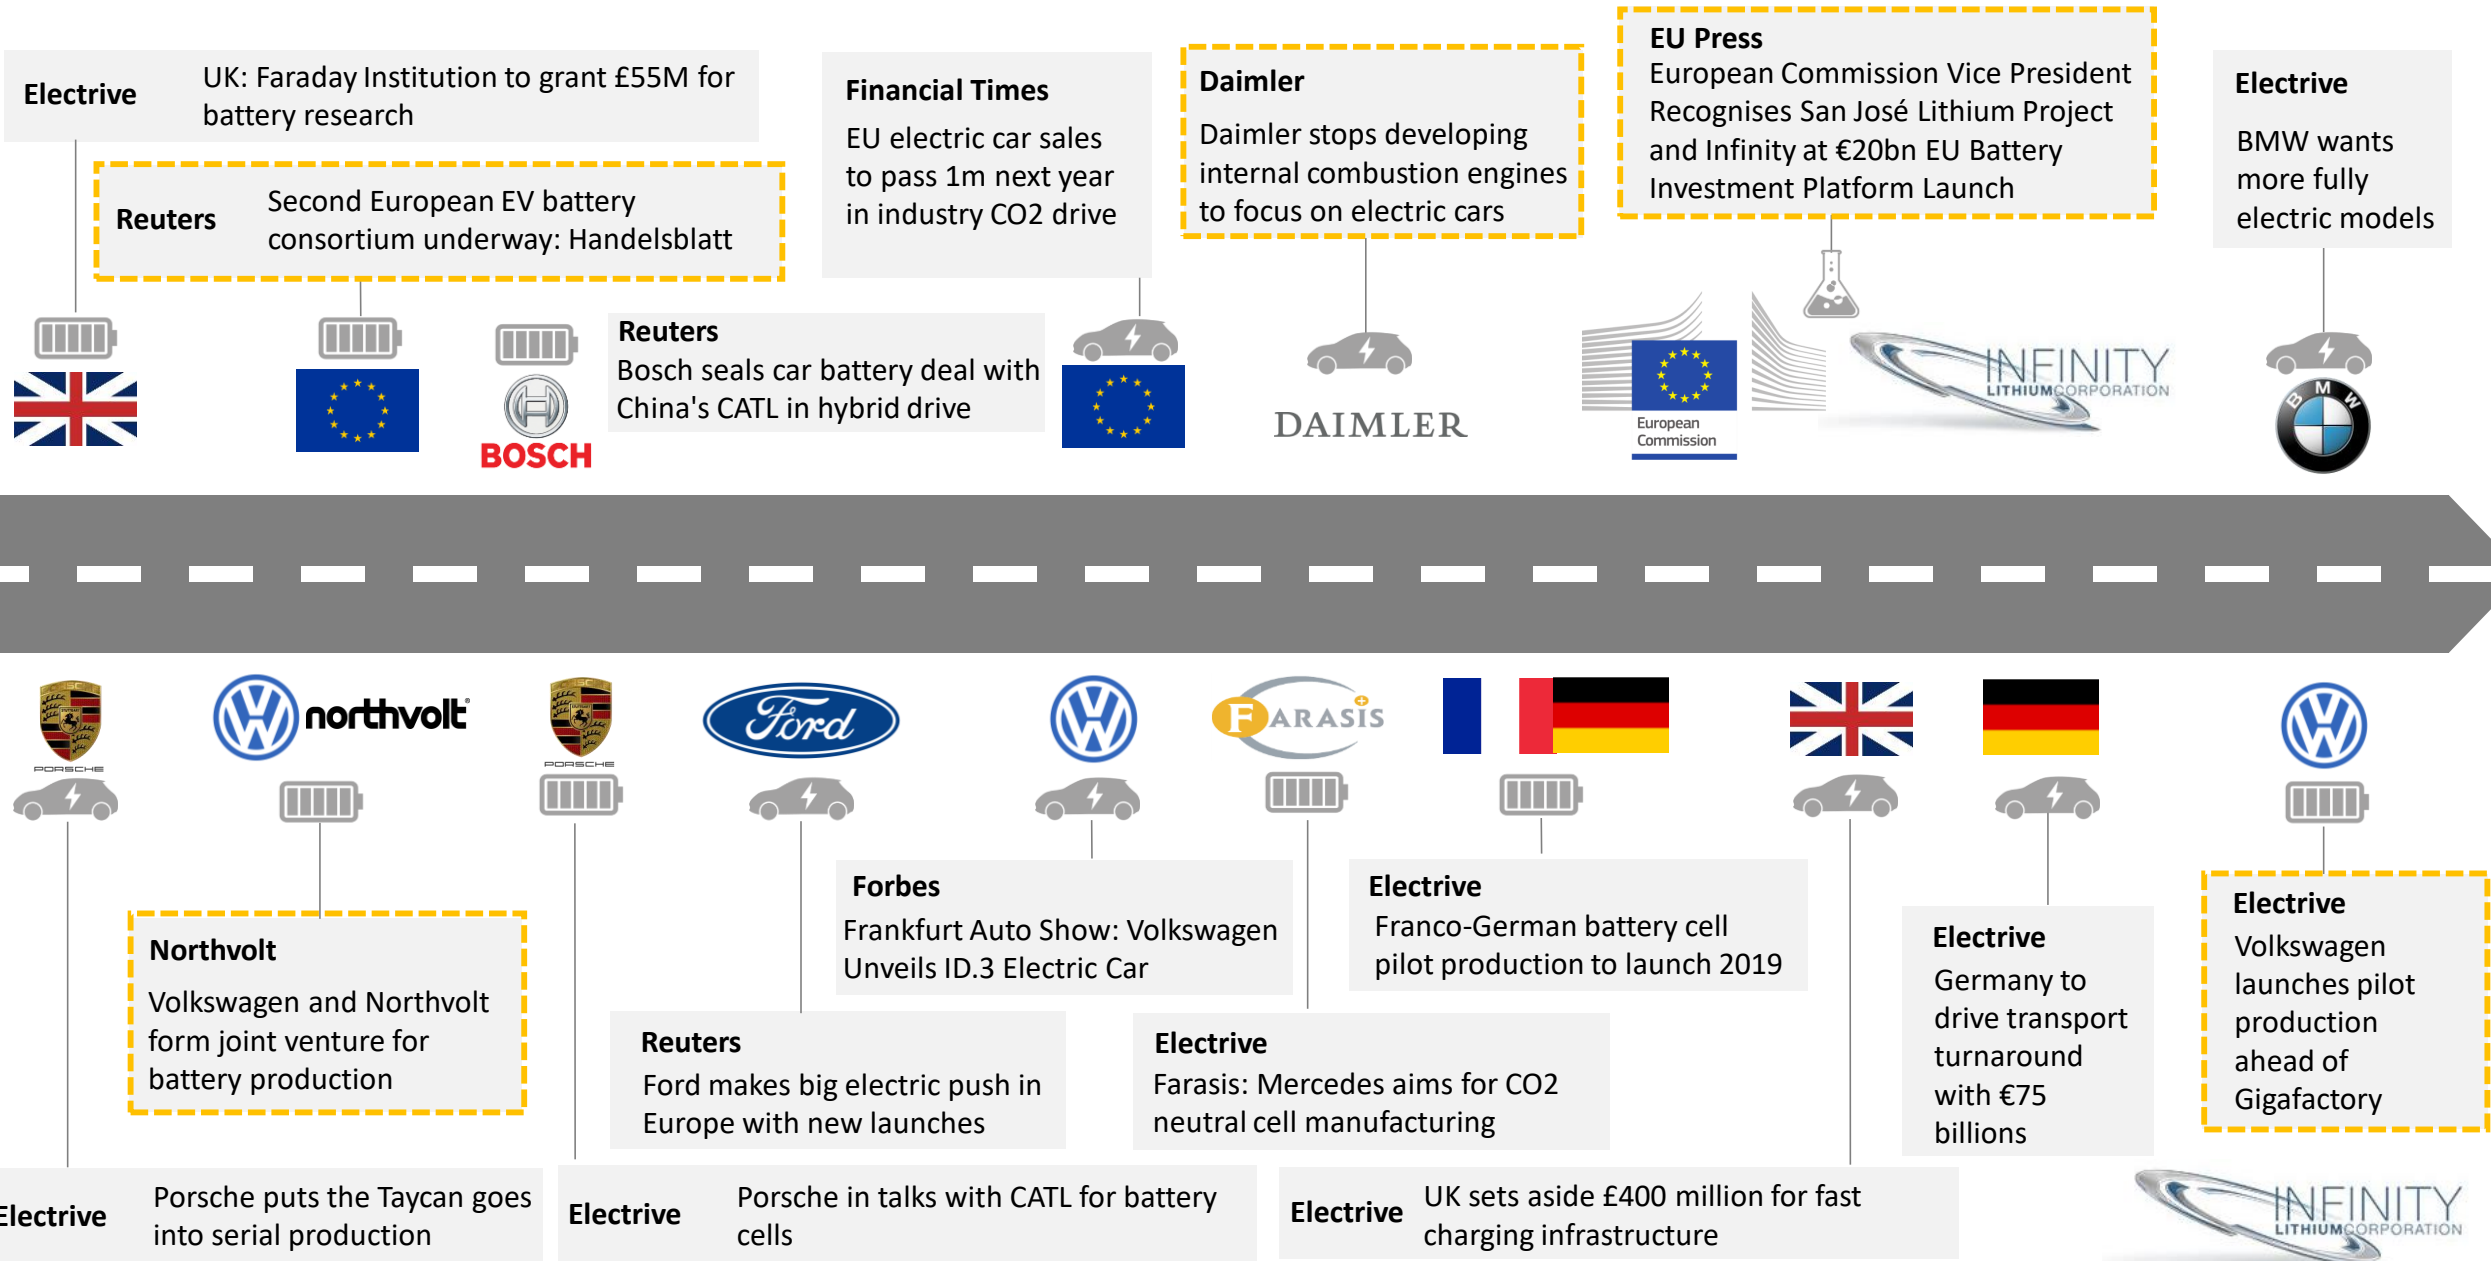 Electrive
UK: Faraday Institution to grant £55M for
battery research
Reuters
Second European EV battery
consortium underway: Handelsblatt
Reuters
Bosch seals car battery deal with
China's CATL in hybrid drive
BOSCH
Financial Times
EU electric car sales
to pass 1m next year
in industry CO2 drive
Daimler
Daimler stops developing
internal combustion engines
to focus on electric cars
DAIMLER
EU Press
European Commission Vice President
Recognises San José Lithium Project
and Infinity at €20bn EU Battery
Investment Platform Launch
European
Commission
INFINITY
LITHIUMCORPORATION
Electrive
BMW wants
more fully
electric models
BMW
PORSCHE
northvolt
PORSCHE
Ford
FARASIS
Northvolt
Volkswagen and Northvolt
form joint venture for
battery production
Forbes
Frankfurt Auto Show: Volkswagen
Unveils ID.3 Electric Car
Reuters
Ford makes big electric push in
Europe with new launches
Electrive
Franco-German battery cell
pilot production to launch 2019
Electrive
Farasis: Mercedes aims for CO2
neutral cell manufacturing
Electrive
Germany to
drive transport
turnaround
with €75
billions
Electrive
Volkswagen
launches pilot
production
ahead of
Gigafactory
Electrive
Porsche puts the Taycan goes
into serial production
Electrive
Porsche in talks with CATL for battery
cells
Electrive
UK sets aside £400 million for fast
charging infrastructure
INFINITY
LITHIUMCORPORATION